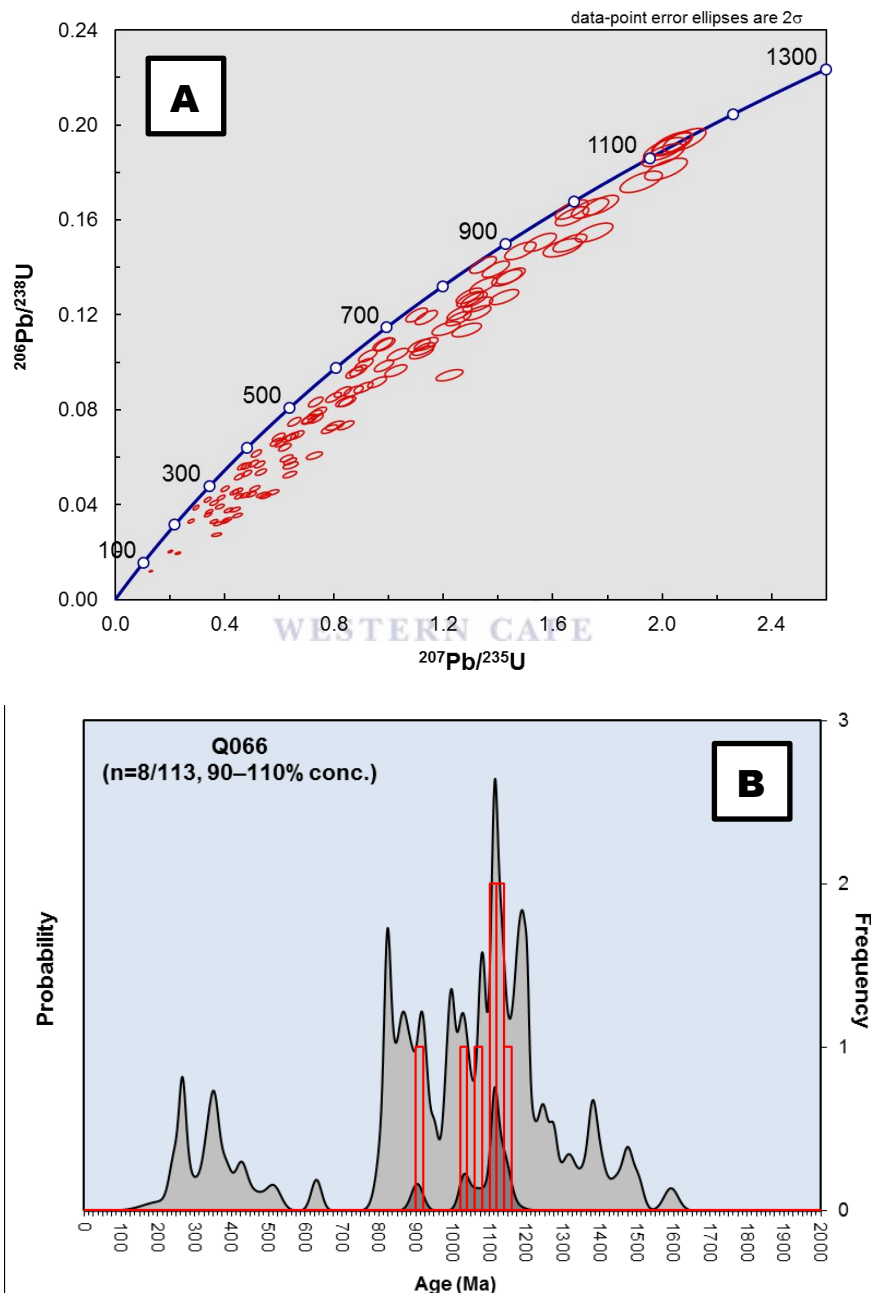 data-point error ellipses are 2σ
A
0.24
0.20
0.16
0.12
0.08
0.04
0.00
1300
1100
900
700
500
300
100
0.0 0.4 0.8 1.2 1.6 2.0 2.4
²⁰⁶Pb/²³⁸U
WESTERN CAPE
²⁰⁷Pb/²³⁵U
Q066
(n=8/113, 90–110% conc.)
B
3
2
1
0
Probability
Frequency
0 100 200 300 400 500 600 700 800 900 1000 1100 1200 1300 1400 1500 1600 1700 1800 1900 2000
Age (Ma)